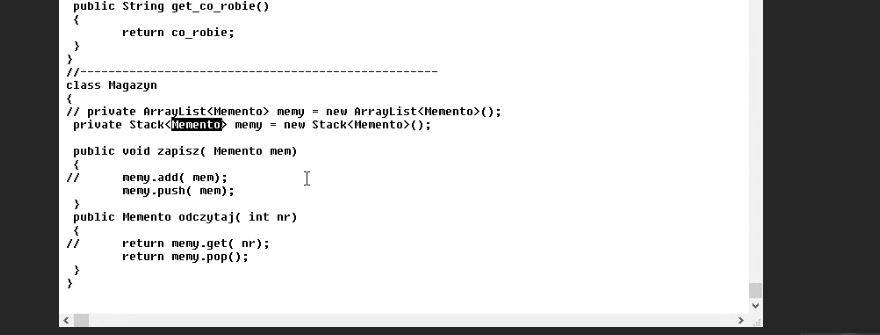 public String get_co_robie()
{
return co_robie;
}
}
//---------------------------------------------------
class Magazyn
{
// private ArrayList<Memento> memy = new ArrayList<Memento>();
private Stack<Memento> memy = new Stack<Memento>();
public void zapisz( Memento mem)
{
// memy.add( mem);
memy.push( mem);
}
public Memento odczytaj( int nr)
{
// return memy.get( nr);
return memy.pop();
}
}